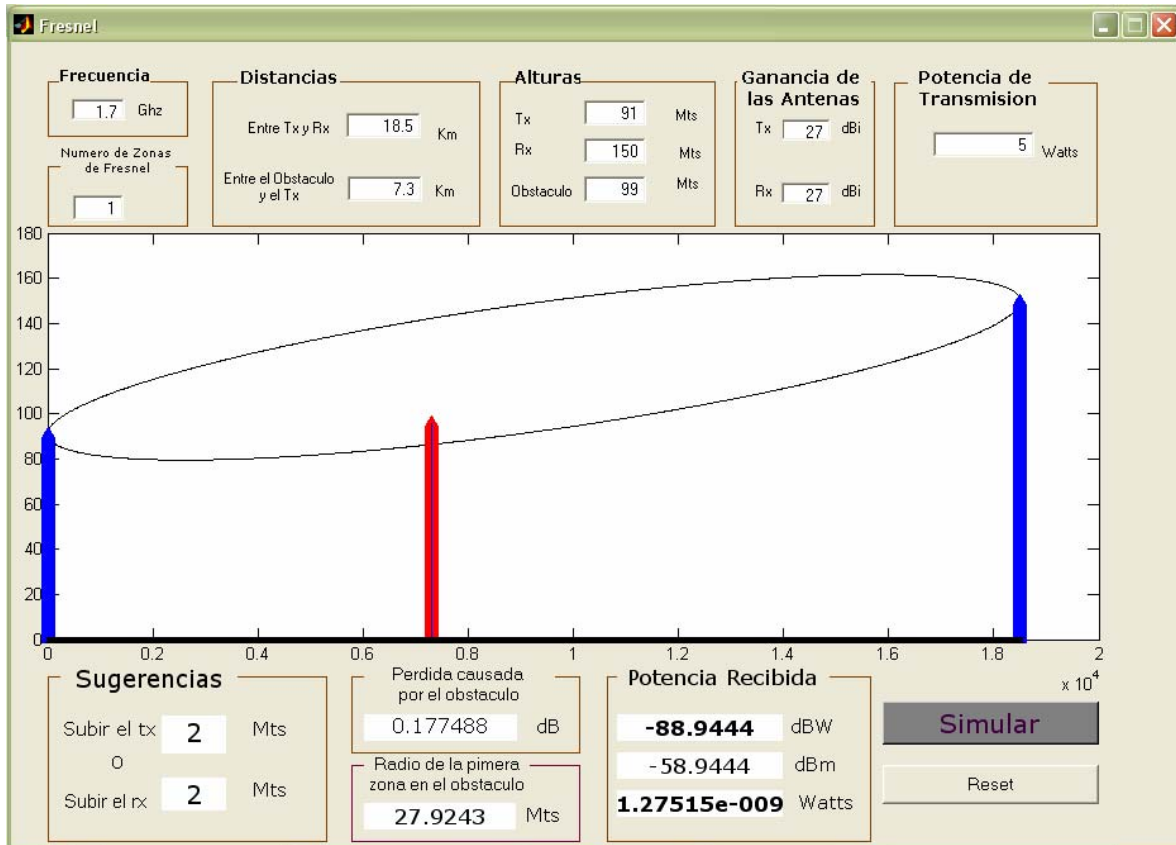 Fresnel
Frecuencia
1.7 Ghz
Numero de Zonas
de Fresnel
1
Distancias
Entre Tx y Rx 18.5 Km
Entre el Obstaculo
y el Tx 7.3 Km
Alturas
Tx 91 Mts
Rx 150 Mts
Obstaculo 99 Mts
Ganancia de
las Antenas
Tx 27 dBi
Rx 27 dBi
Potencia de
Transmision
5 Watts
180
160
140
120
100
80
60
40
20
0
0 0.2 0.4 0.6 0.8 1 1.2 1.4 1.6 1.8 2
x 10^4
Sugerencias
Subir el tx 2 Mts
O
Subir el rx 2 Mts
Perdida causada
por el obstaculo
0.177488 dB
Radio de la pimera
zona en el obstaculo
27.9243 Mts
Potencia Recibida
-88.9444 dBW
-58.9444 dBm
1.27515e-009 Watts
Simular
Reset